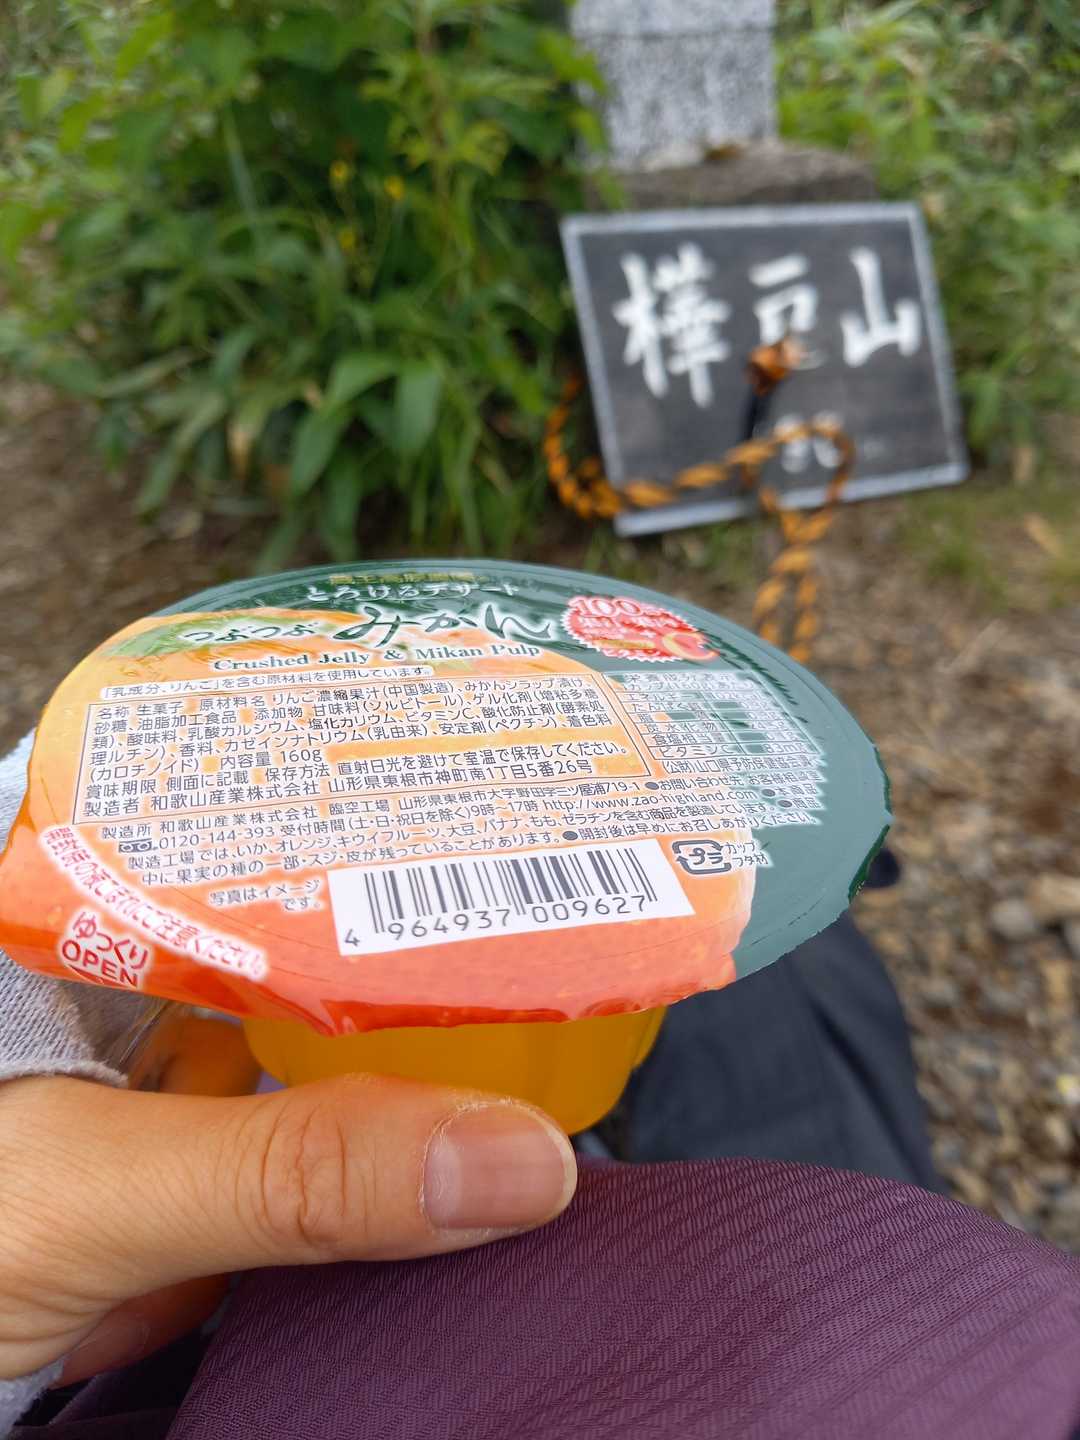 樺戸山
とろけるデザート
つぶつぶ みかん
Crushed Jelly & Mikan Pulp
100%
「乳成分、りんご」を含む原材料を使用しています。
名称 生菓子 原材料名 りんご濃縮果汁(中国製造)、みかんシラップ漬け、
砂糖、油脂加工食品 添加物 甘味料(ソルビトール)、ゲル化剤(増粘多糖
類)、酸味料、乳酸カルシウム、塩化カリウム、ビタミンC、酸化防止剤(酵素処
理ルチン)、香料、カゼインナトリウム(乳由来)、安定剤(ペクチン)、着色料
(カロチノイド) 内容量 160g
賞味期限 側面に記載 保存方法 直射日光を避けて室温で保存してください。
製造者 和歌山産業株式会社 山形県東根市神町南1丁目5番26号
製造所 和歌山産業株式会社 臨空工場 山形県東根市大字野田字三ツ屋浦719-1
0120-144-393 受付時間(土・日・祝日を除く)9時~17時 http://www.zao-highland.com
製造工場では、いか、オレンジ、キウイフルーツ、大豆、バナナ、もも、ゼラチンを含む商品を製造しています。
中に果実の種の一部・スジ・皮が残っていることがあります。●開封後は早めにお召しあがりください。
写真はイメージ
です。
ビタミンC
プラ
カップ
フタ材
ゆっくり
OPEN
4 964937 009627